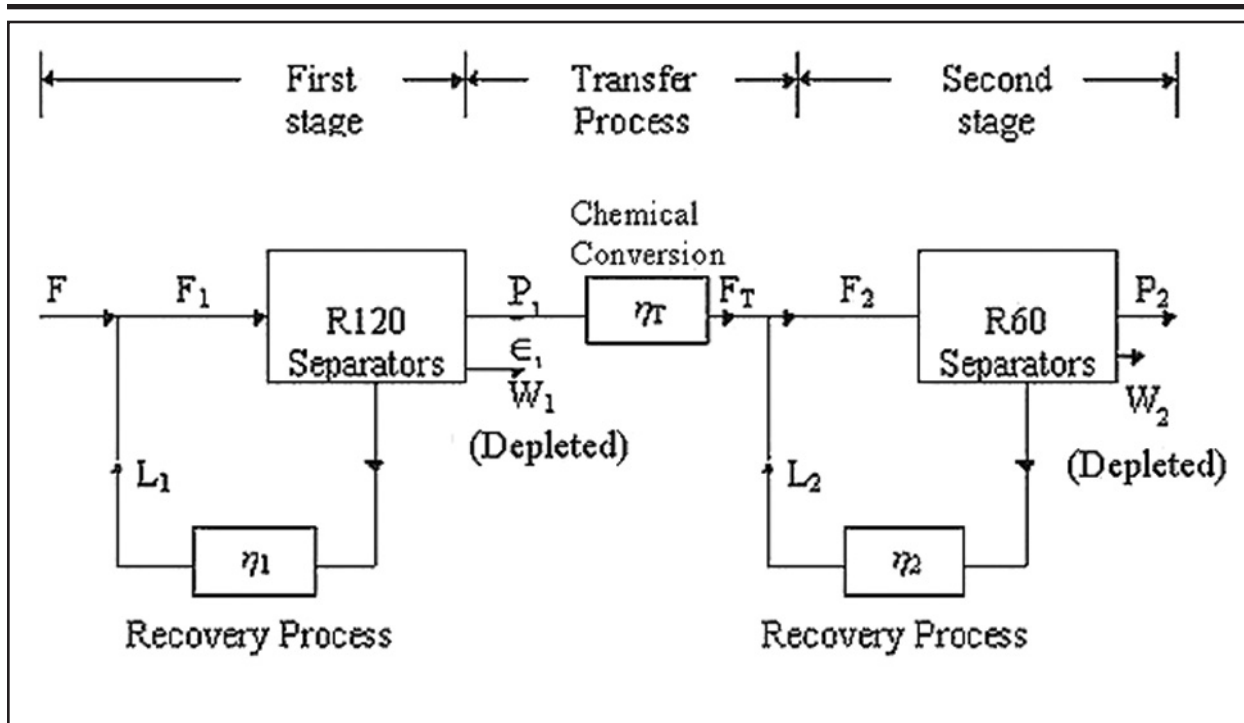 First
stage
Transfer
Process
Second
stage
Chemical
Conversion
F
F₁
R120
Separators
P₁
∈₁
W₁
(Depleted)
ηT
F_T
F₂
R60
Separators
P₂
W₂
(Depleted)
L₁
η1
Recovery Process
L₂
η2
Recovery Process